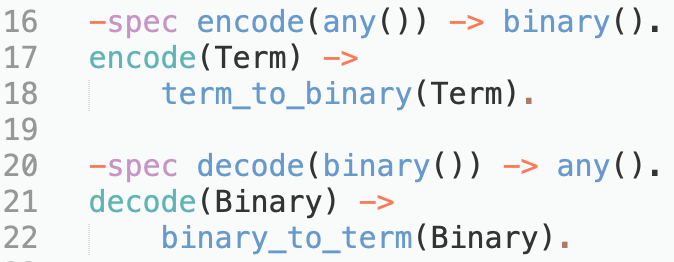 16 -spec encode(any()) -> binary().
17 encode(Term) ->
18     term_to_binary(Term).
19
20 -spec decode(binary()) -> any().
21 decode(Binary) ->
22     binary_to_term(Binary).